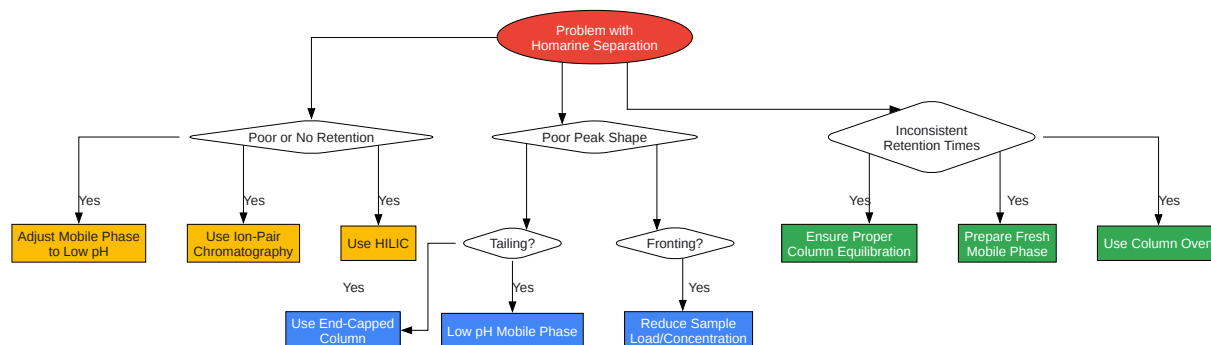 Problem with
Homarine Separation
Poor or No Retention
Poor Peak Shape
Inconsistent
Retention Times
Yes
Yes
Yes
Yes
Yes
Yes
Adjust Mobile Phase
to Low pH
Use Ion-Pair
Chromatography
Use HILIC
Tailing?
Fronting?
Ensure Proper
Column Equilibration
Prepare Fresh
Mobile Phase
Use Column Oven
Yes
Yes
Yes
Use End-Capped
Column
Low pH Mobile Phase
Reduce Sample
Load/Concentration